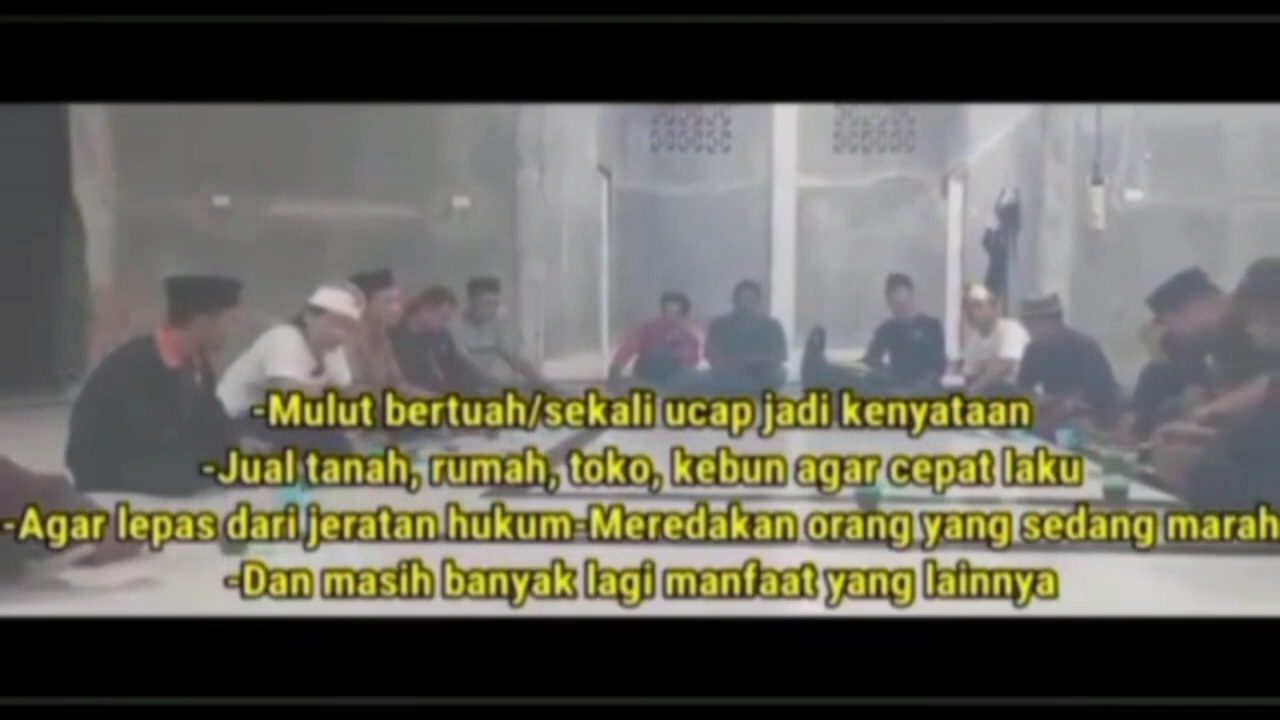 -Mulut bertuah/sekali ucap jadi kenyataan
-Jual tanah, rumah, toko, kebun agar cepat laku
-Agar lepas dari jeratan hukum-Meredakan orang yang sedang marah
-Dan masih banyak lagi manfaat yang lainnya